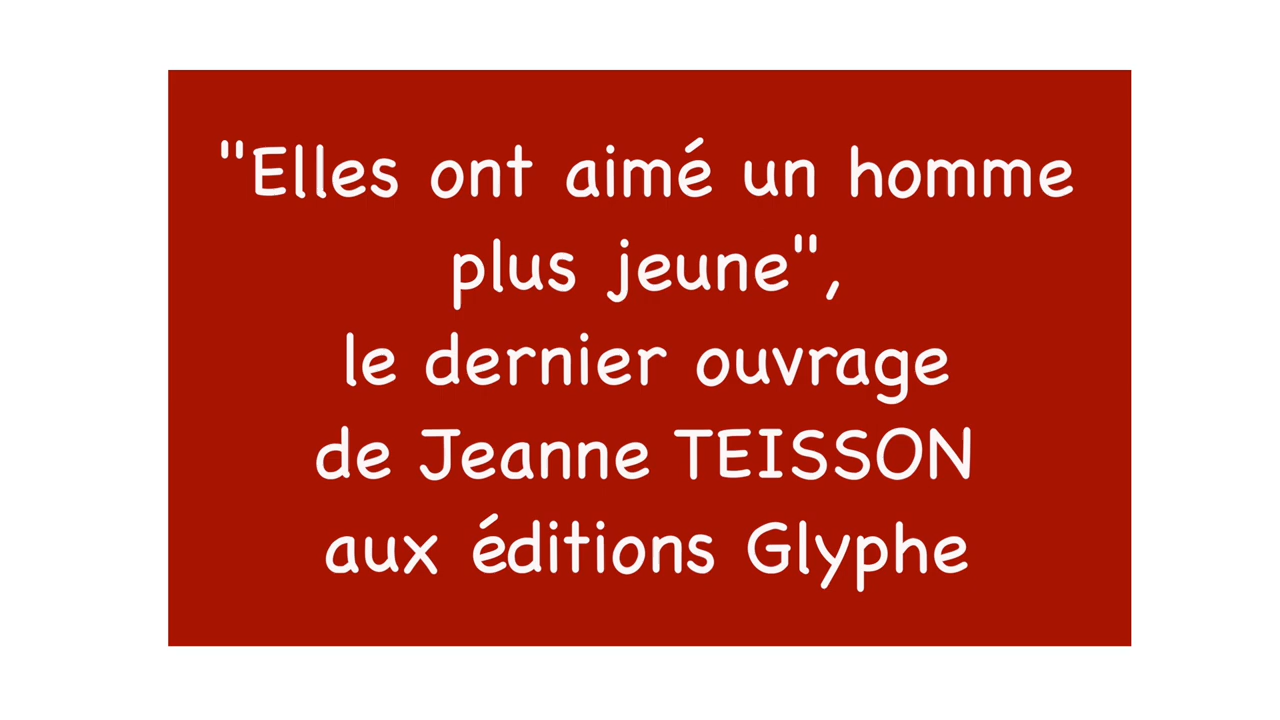 "Elles ont aimé un homme
plus jeune",
le dernier ouvrage
de Jeanne TEISSON
aux éditions Glyphe